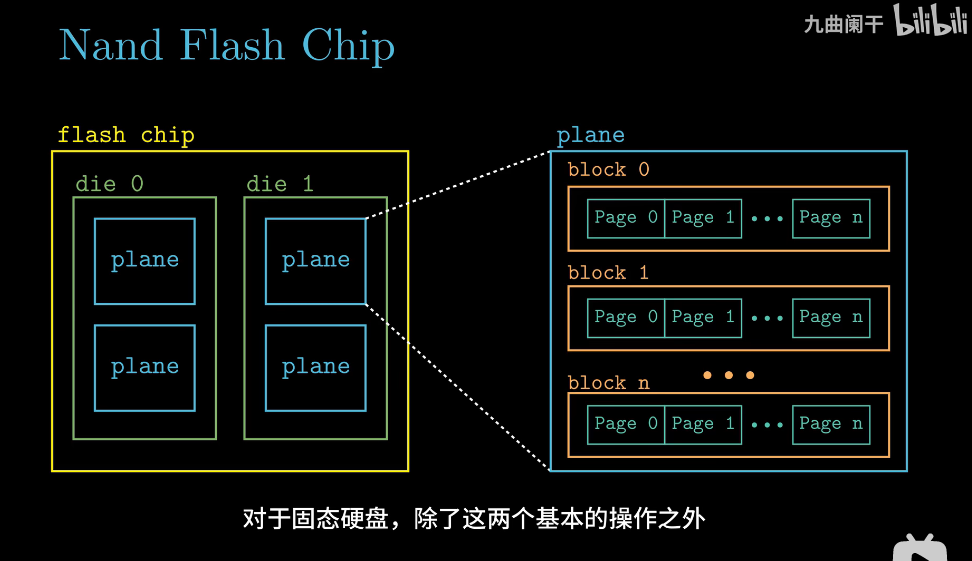 九曲阑干 bilibili
Nand Flash Chip
flash chip
die 0
die 1
plane
plane
plane
plane
plane
block 0
Page 0 Page 1 ••• Page n
block 1
Page 0 Page 1 ••• Page n
•••
block n
Page 0 Page 1 ••• Page n
对于固态硬盘，除了这两个基本的操作之外